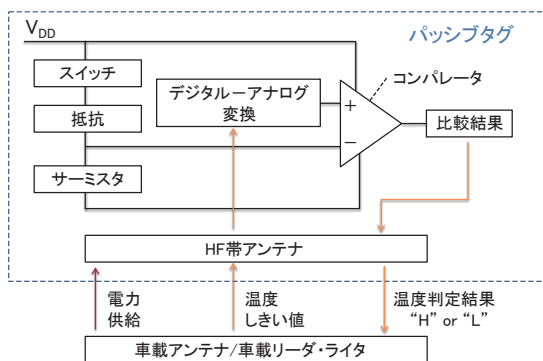 VDD
パッシブタグ
スイッチ
コンパレータ
デジタルーアナログ
変換
抵抗
+
比較結果
−
サーミスタ
HF帯アンテナ
電力
供給
温度
しきい値
温度判定結果
“H” or “L”
車載アンテナ/車載リーダ・ライタ